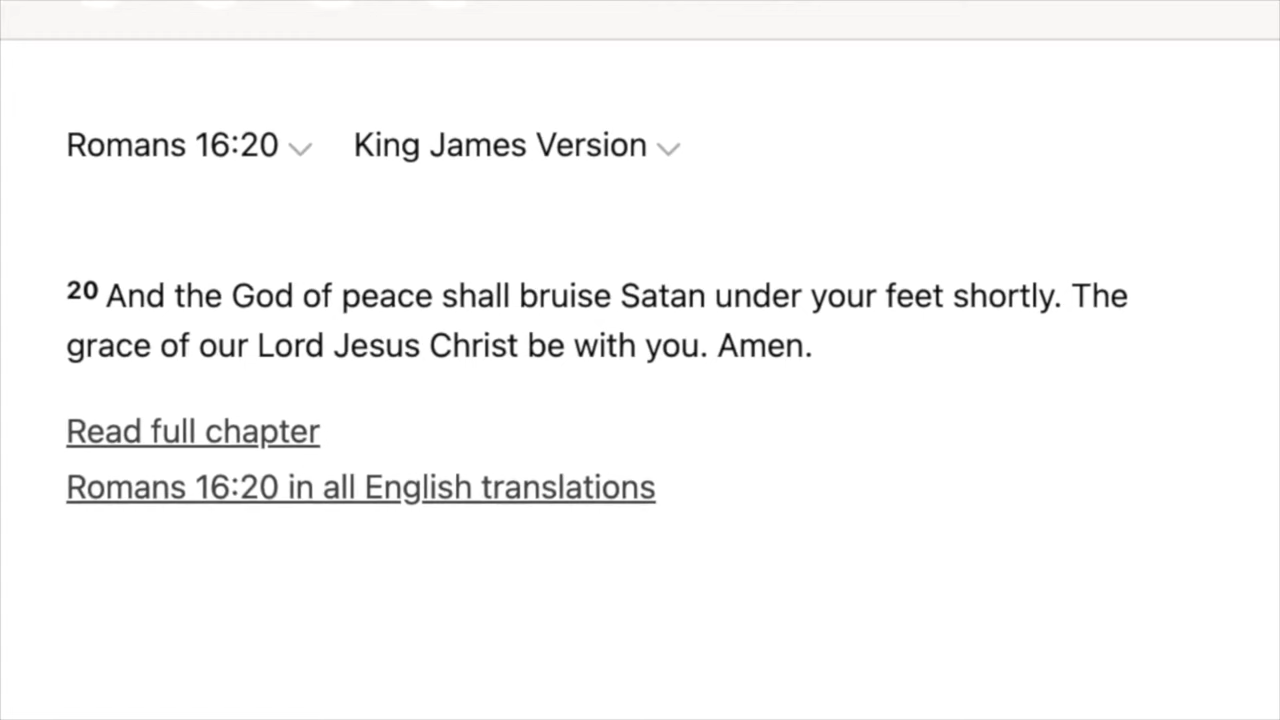 Romans 16:20 King James Version
20 And the God of peace shall bruise Satan under your feet shortly. The
grace of our Lord Jesus Christ be with you. Amen.
Read full chapter
Romans 16:20 in all English translations